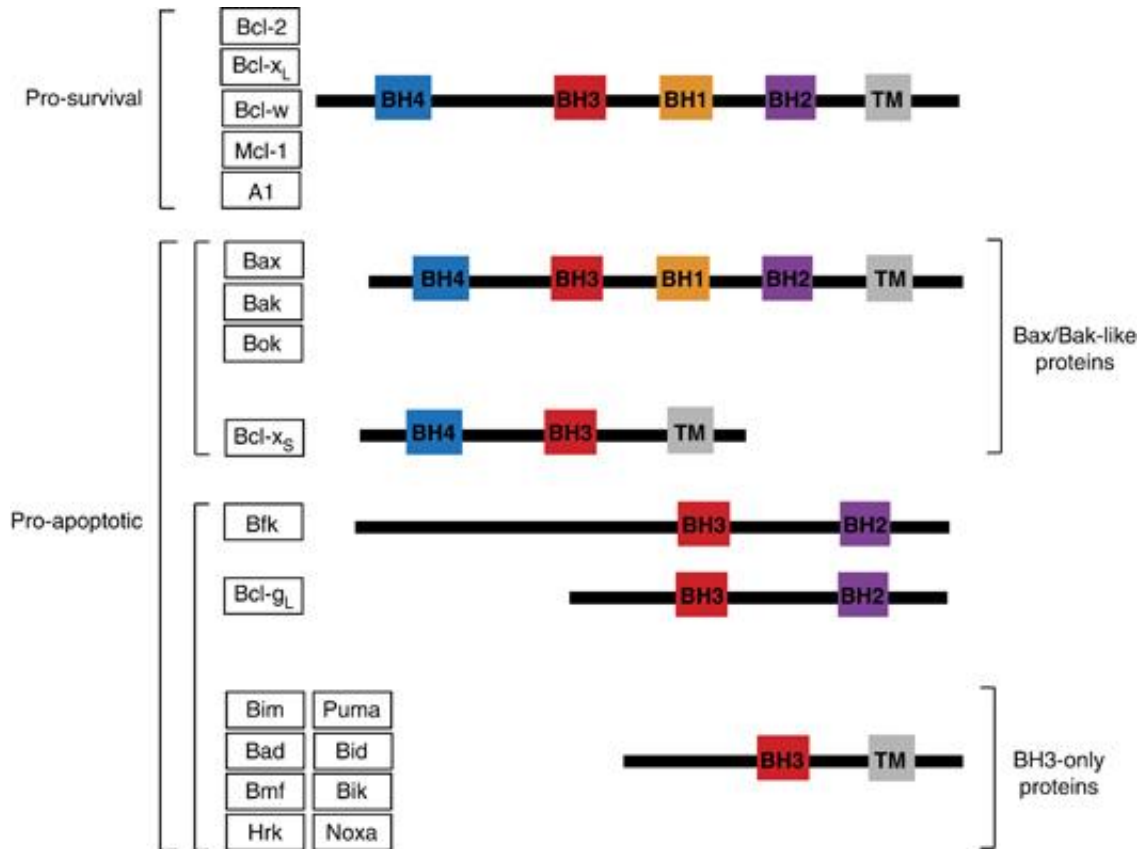 Pro-survival
Bcl-2
Bcl-xL
Bcl-w
Mcl-1
A1
BH4 BH3 BH1 BH2 TM
Pro-apoptotic
Bax
Bak
Bok
BH4 BH3 BH1 BH2 TM
Bax/Bak-like
proteins
Bcl-xS
BH4 BH3 TM
Bfk
BH3 BH2
Bcl-gL
BH3 BH2
Bim Puma
Bad Bid
Bmf Bik
Hrk Noxa
BH3 TM
BH3-only
proteins